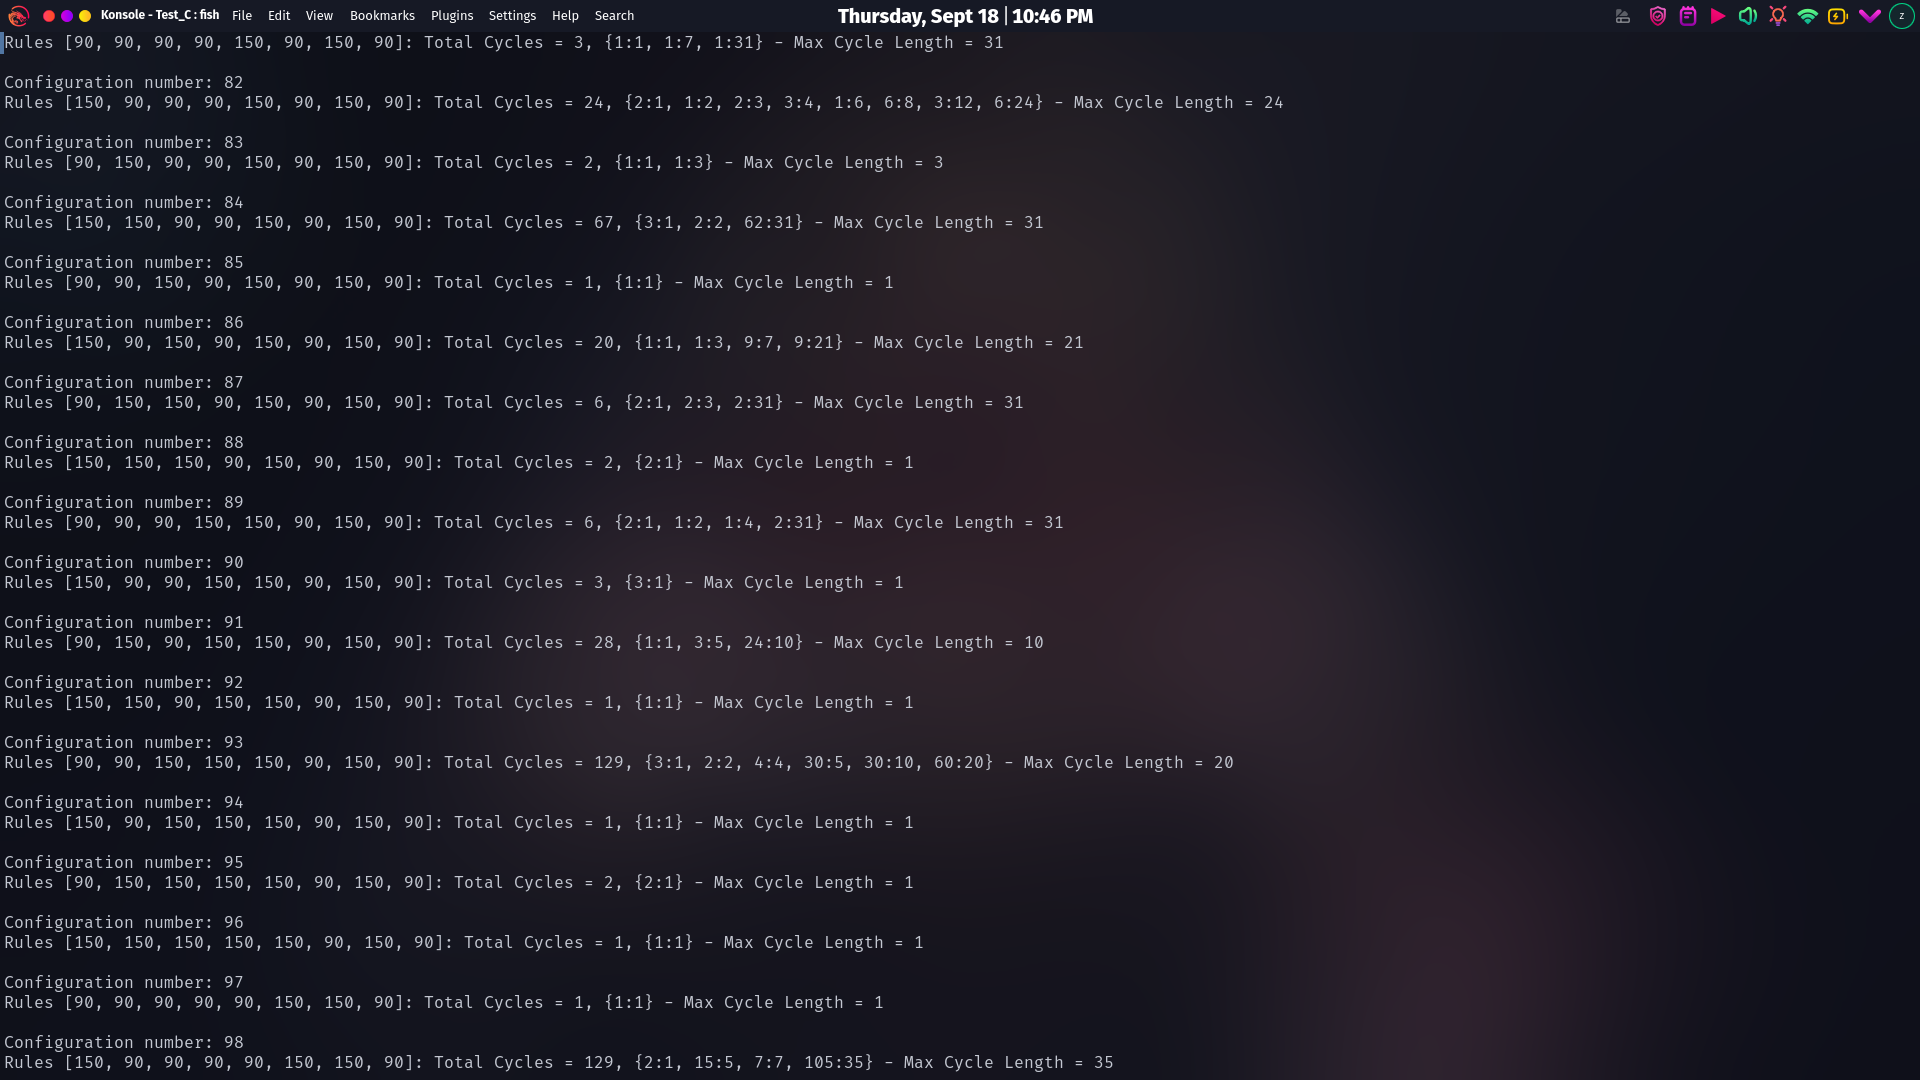 Konsole - Test_C : fish File Edit View Bookmarks Plugins Settings Help Search Thursday, Sept 18 | 10:46 PM z
Rules [90, 90, 90, 90, 150, 90, 150, 90]: Total Cycles = 3, {1:1, 1:7, 1:31} - Max Cycle Length = 31
Configuration number: 82
Rules [150, 90, 90, 90, 150, 90, 150, 90]: Total Cycles = 24, {2:1, 1:2, 2:3, 3:4, 1:6, 6:8, 3:12, 6:24} - Max Cycle Length = 24
Configuration number: 83
Rules [90, 150, 90, 90, 150, 90, 150, 90]: Total Cycles = 2, {1:1, 1:3} - Max Cycle Length = 3
Configuration number: 84
Rules [150, 150, 90, 90, 150, 90, 150, 90]: Total Cycles = 67, {3:1, 2:2, 62:31} - Max Cycle Length = 31
Configuration number: 85
Rules [90, 90, 150, 90, 150, 90, 150, 90]: Total Cycles = 1, {1:1} - Max Cycle Length = 1
Configuration number: 86
Rules [150, 90, 150, 90, 150, 90, 150, 90]: Total Cycles = 20, {1:1, 1:3, 9:7, 9:21} - Max Cycle Length = 21
Configuration number: 87
Rules [90, 150, 150, 90, 150, 90, 150, 90]: Total Cycles = 6, {2:1, 2:3, 2:31} - Max Cycle Length = 31
Configuration number: 88
Rules [150, 150, 150, 90, 150, 90, 150, 90]: Total Cycles = 2, {2:1} - Max Cycle Length = 1
Configuration number: 89
Rules [90, 90, 90, 150, 150, 90, 150, 90]: Total Cycles = 6, {2:1, 1:2, 1:4, 2:31} - Max Cycle Length = 31
Configuration number: 90
Rules [150, 90, 90, 150, 150, 90, 150, 90]: Total Cycles = 3, {3:1} - Max Cycle Length = 1
Configuration number: 91
Rules [90, 150, 90, 150, 150, 90, 150, 90]: Total Cycles = 28, {1:1, 3:5, 24:10} - Max Cycle Length = 10
Configuration number: 92
Rules [150, 150, 90, 150, 150, 90, 150, 90]: Total Cycles = 1, {1:1} - Max Cycle Length = 1
Configuration number: 93
Rules [90, 90, 150, 150, 150, 90, 150, 90]: Total Cycles = 129, {3:1, 2:2, 4:4, 30:5, 30:10, 60:20} - Max Cycle Length = 20
Configuration number: 94
Rules [150, 90, 150, 150, 150, 90, 150, 90]: Total Cycles = 1, {1:1} - Max Cycle Length = 1
Configuration number: 95
Rules [90, 150, 150, 150, 150, 90, 150, 90]: Total Cycles = 2, {2:1} - Max Cycle Length = 1
Configuration number: 96
Rules [150, 150, 150, 150, 150, 90, 150, 90]: Total Cycles = 1, {1:1} - Max Cycle Length = 1
Configuration number: 97
Rules [90, 90, 90, 90, 90, 150, 150, 90]: Total Cycles = 1, {1:1} - Max Cycle Length = 1
Configuration number: 98
Rules [150, 90, 90, 90, 90, 150, 150, 90]: Total Cycles = 129, {2:1, 15:5, 7:7, 105:35} - Max Cycle Length = 35